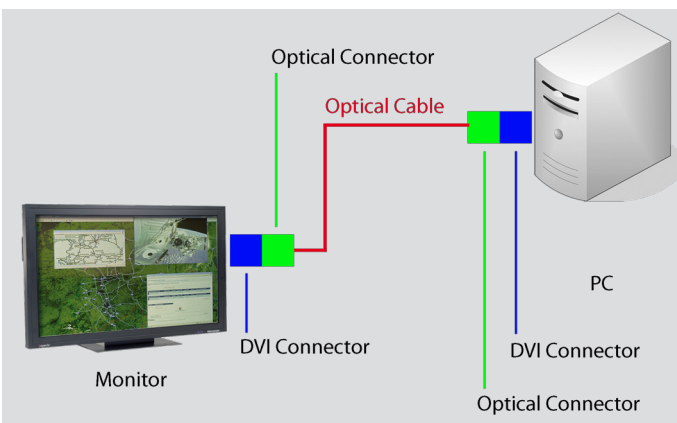 Optical Connector
Optical Cable
PC
DVI Connector
DVI Connector
Monitor
Optical Connector